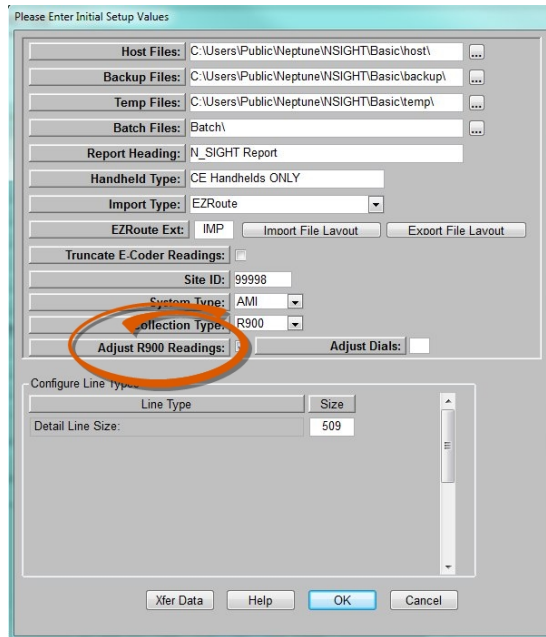 Please Enter Initial Setup Values
Host Files: C:\Users\Public\Neptune\NSIGHT\Basic\host\ ...
Backup Files: C:\Users\Public\Neptune\NSIGHT\Basic\backup\ ...
Temp Files: C:\Users\Public\Neptune\NSIGHT\Basic\temp\ ...
Batch Files: Batch\ ...
Report Heading: N_SIGHT Report
Handheld Type: CE Handhelds ONLY
Import Type: EZRoute
EZRoute Ext: IMP Import File Layout Export File Layout
Truncate E-Coder Readings:
Site ID: 99998
System Type: AMI
Collection Type: R900
Adjust R900 Readings: Adjust Dials:
Configure Line Types
Line Type Size
Detail Line Size: 509
Xfer Data Help OK Cancel